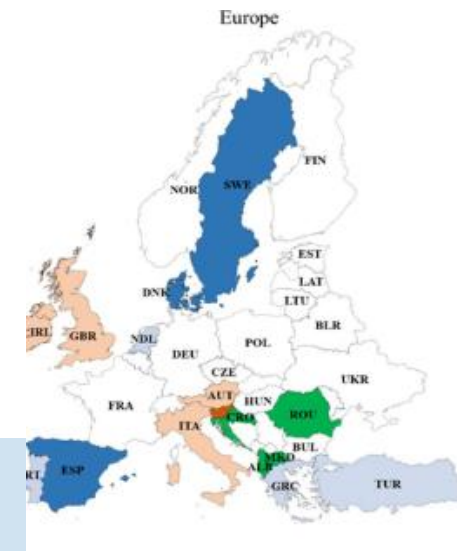 Europe
FIN
NOR
SWE
EST
LAT
DNK
LTU
BLR
IRL
GBR
NDL
POL
DEU
CZE
UKR
AUT
HUN
FRA
CRO
ROU
ITA
BUL
MKD
ALB
ESP
GRC
TUR
RT